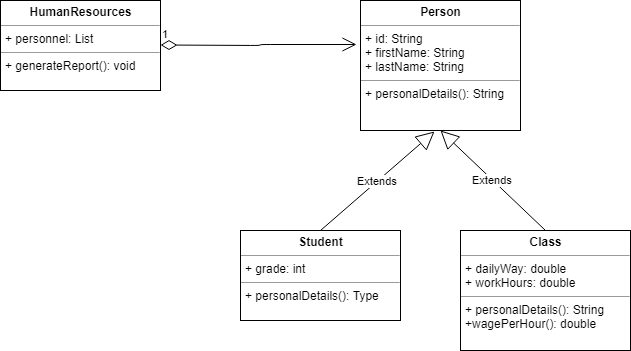 HumanResources
+ personnel: List
+ generateReport(): void
1
Person
+ id: String
+ firstName: String
+ lastName: String
+ personalDetails(): String
Extends
Extends
Student
+ grade: int
+ personalDetails(): Type
Class
+ dailyWay: double
+ workHours: double
+ personalDetails(): String
+wagePerHour(): double